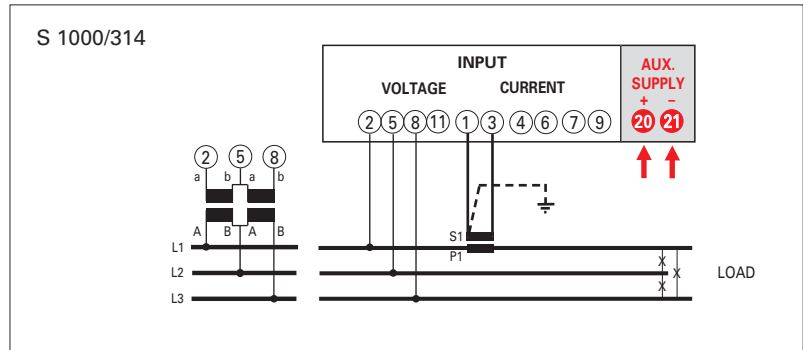 S 1000/314
INPUT
VOLTAGE CURRENT
AUX.
SUPPLY
+ –
2 5 8 11 1 3 4 6 7 9 20 21
2 5 8
a b a b
A B A B
S1
P1
L1
L2
L3
X
X
X
LOAD